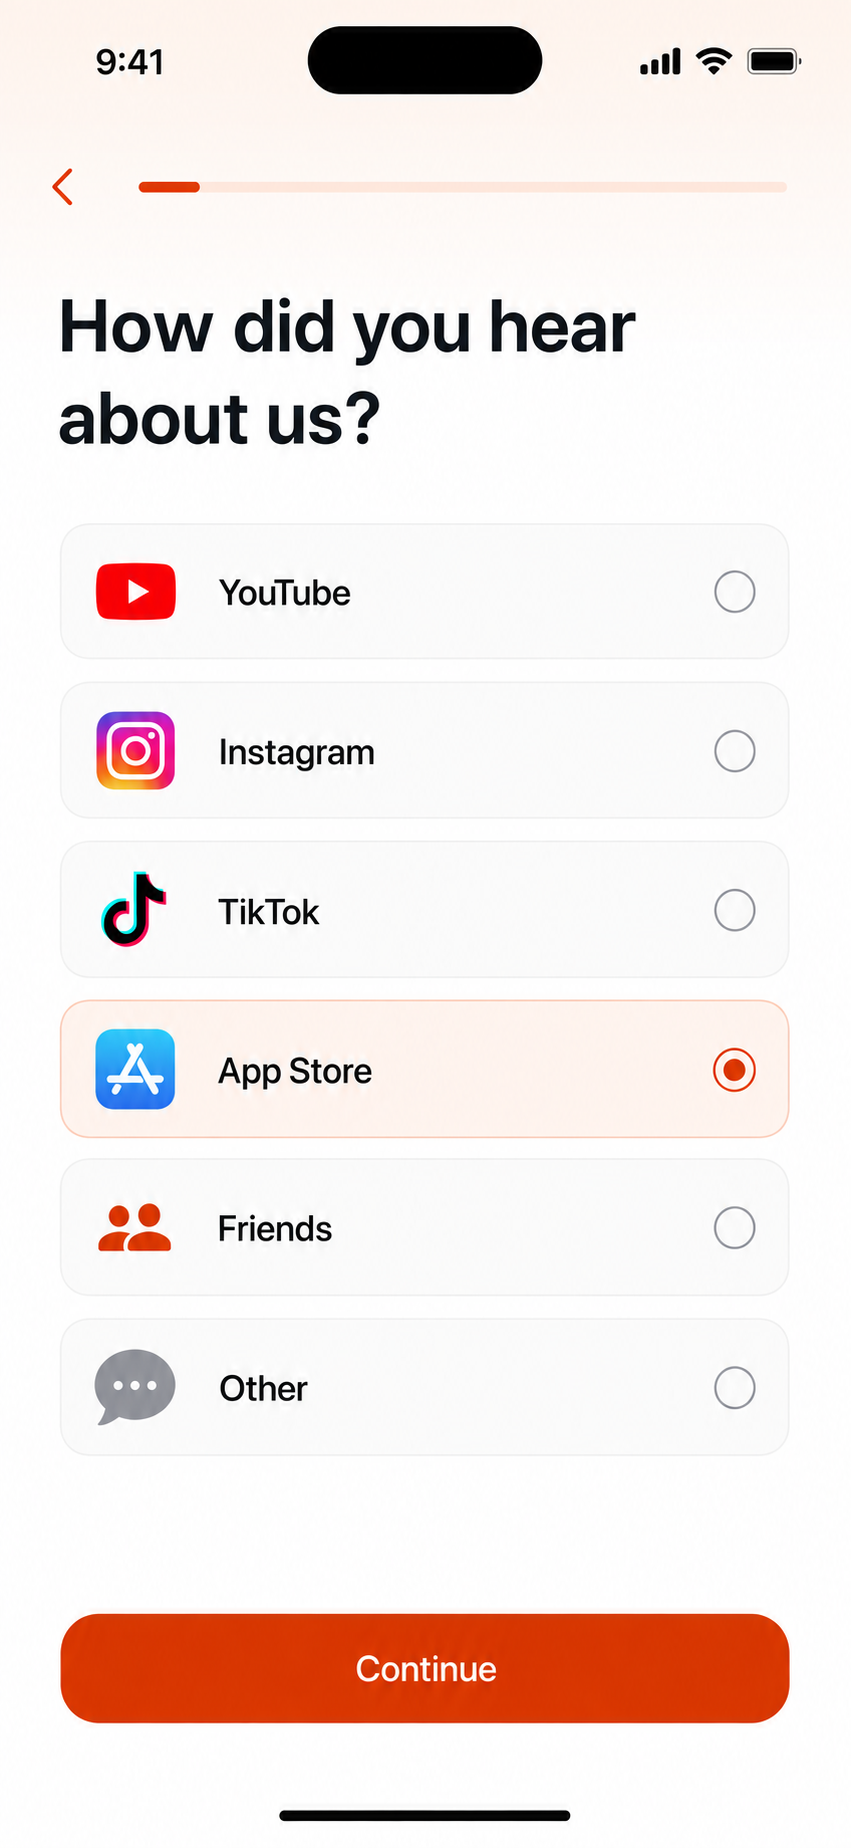 9:41
How did you hear
about us?
YouTube
Instagram
TikTok
App Store
Friends
Other
Continue